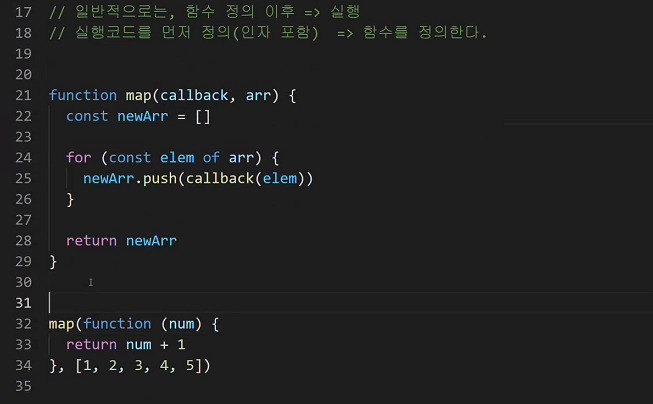 17 // 일반적으로는, 함수 정의 이후 => 실행
18 // 실행코드를 먼저 정의(인자 포함)  => 함수를 정의한다.
19
20
21 function map(callback, arr) {
22   const newArr = []
23
24   for (const elem of arr) {
25     newArr.push(callback(elem))
26   }
27
28   return newArr
29 }
30
31
32 map(function (num) {
33   return num + 1
34 }, [1, 2, 3, 4, 5])
35